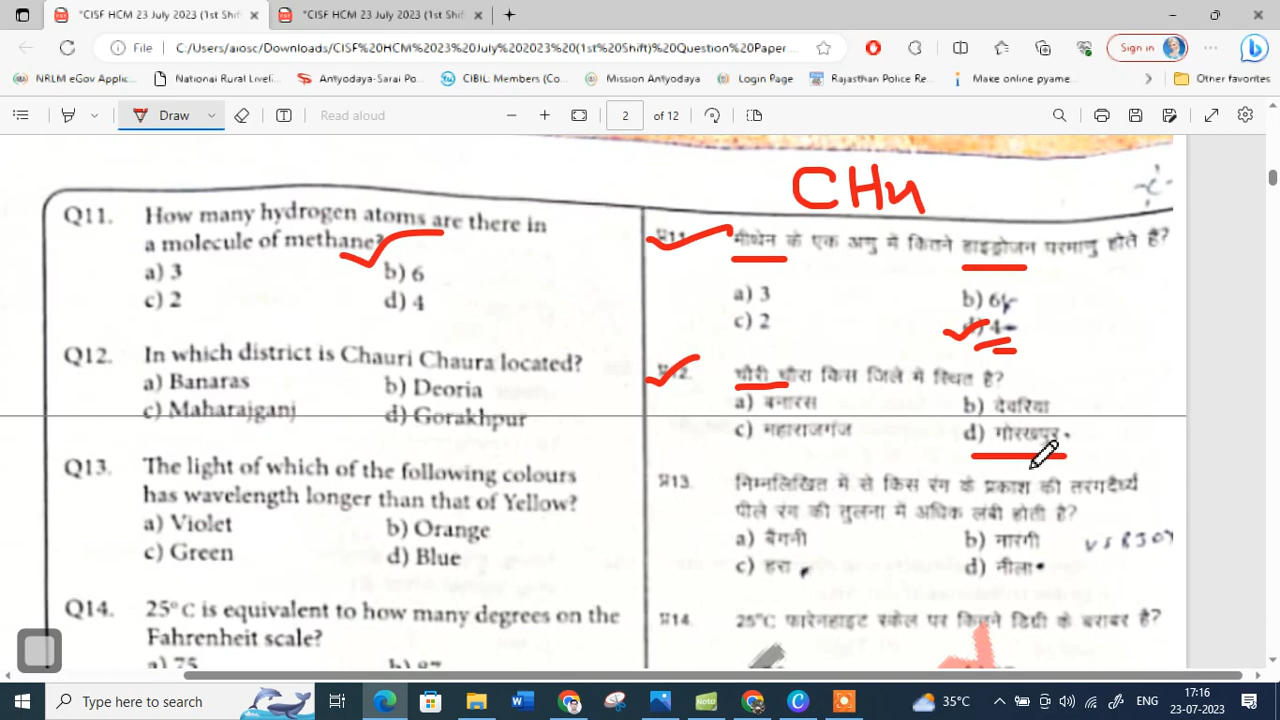 "CISF HCM 23 July 2023 (1st Shif
"CISF HCM 23 July 2023 (1st Shif
File
C:/Users/aiosc/Downloads/CISF%20HCM%2023%20July%202023%20(1st%20Shift)%20Question%20Paper ...
Sign in
NRLM eGov Applic...
National Rural Liveli...
Antyodaya-Sarai Po...
CIBIL: Members (Co...
Mission Antyodaya
Login Page
Rajasthan Police Re...
Make online pyame...
Other favorites
Draw
Read aloud
2
of 12
CH4
Q11. How many hydrogen atoms are there in
a molecule of methane?
a) 3 b) 6
c) 2 d) 4
Q12. In which district is Chauri Chaura located?
a) Banaras b) Deoria
c) Maharajganj d) Gorakhpur
Q13. The light of which of the following colours
has wavelength longer than that of Yellow?
a) Violet b) Orange
c) Green d) Blue
Q14. 25°C is equivalent to how many degrees on the
Fahrenheit scale?
a) 75
प्र11. मीथेन के एक अणु में कितने हाइड्रोजन परमाणु होते हैं?
a) 3 b) 6
c) 2 d) 4
प्र12. चौरी चौरा किस जिले में स्थित है?
a) बनारस b) देवरिया
c) महाराजगंज d) गोरखपुर
प्र13. निम्नलिखित में से किस रंग के प्रकाश की तरंगदैर्ध्य
पीले रंग की तुलना में अधिक लंबी होती है?
a) बैंगनी b) नारंगी
c) हरा d) नीला
प्र14. 25°C फारेनहाइट स्केल पर कितने डिग्री के बराबर है?
Type here to search
35°C
ENG
17:16
23-07-2023